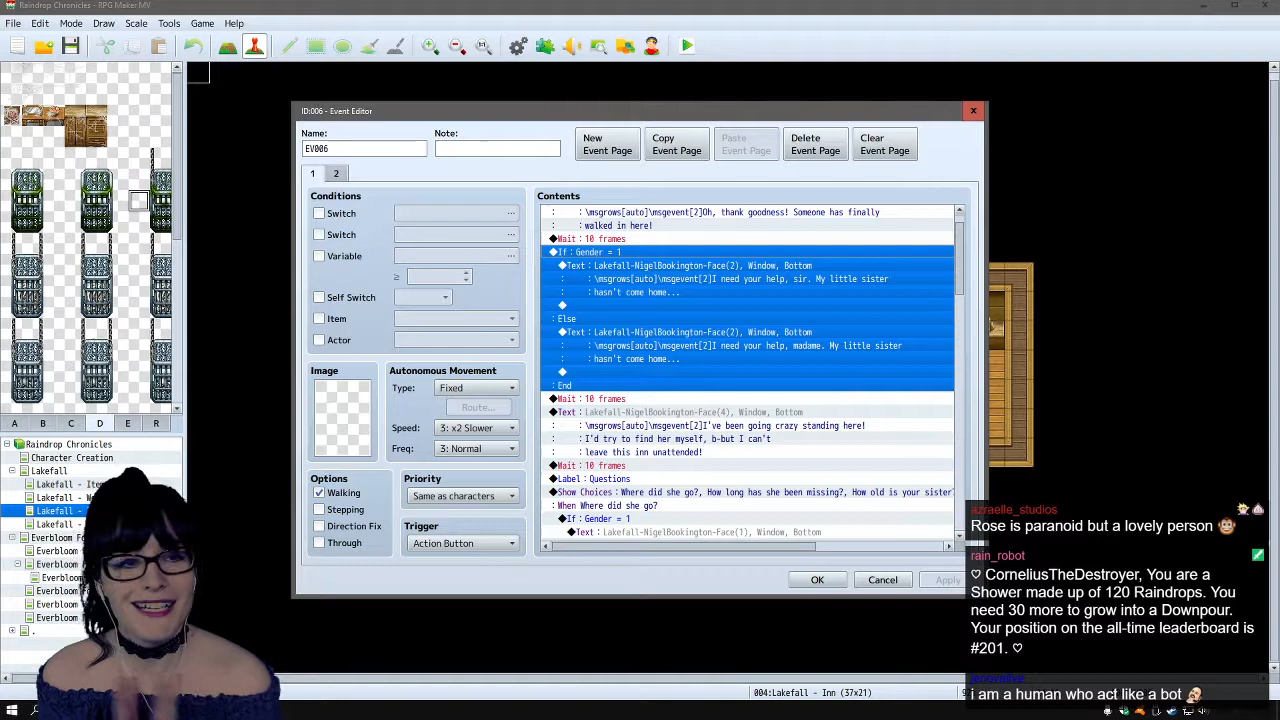 Raindrop Chronicles - RPG Maker MV
File Edit Mode Draw Scale Tools Game Help
ID:006 - Event Editor
Name:
Note:
EV006
New
Event Page
Copy
Event Page
Paste
Event Page
Delete
Event Page
Clear
Event Page
1 2
Conditions
Switch ...
Switch ...
Variable ...
≥
Self Switch
Item
Actor
Image
Autonomous Movement
Type: Fixed
Route...
Speed: 3: x2 Slower
Freq: 3: Normal
Options
Walking
Stepping
Direction Fix
Through
Priority
Same as characters
Trigger
Action Button
Contents
: :\msgrows[auto]\msgevent[2]Oh, thank goodness! Someone has finally
: :walked in here!
◆Wait:10 frames
◆If:Gender = 1
◆Text:Lakefall-NigelBookington-Face(2), Window, Bottom
: :\msgrows[auto]\msgevent[2]I need your help, sir. My little sister
: :hasn't come home...
◆
: Else
◆Text:Lakefall-NigelBookington-Face(2), Window, Bottom
: :\msgrows[auto]\msgevent[2]I need your help, madame. My little sister
: :hasn't come home...
◆
: End
◆Wait:10 frames
◆Text:Lakefall-NigelBookington-Face(4), Window, Bottom
: :\msgrows[auto]\msgevent[2]I've been going crazy standing here!
: :I'd try to find her myself, b-but I can't
: :leave this inn unattended!
◆Wait:10 frames
◆Label:Questions
◆Show Choices:Where did she go?, How long has she been missing?, How old is your sister?
: When Where did she go?
◆If:Gender = 1
◆Text:Lakefall-NigelBookington-Face(1), Window, Bottom
OK
Cancel
Apply
A B C D E R
Raindrop Chronicles
Character Creation
Lakefall
Lakefall - Ite
Lakefall - W
Lakefall -
Lakefall -
Everbloom Fo
Everbloom
Everbloom
Everbloom
Everbloom
Everbloom
Everbloom
.
004:Lakefall - Inn (37x21)
azraelle_studios
Rose is paranoid but a lovely person
rain_robot
♡ CorneliusTheDestroyer, You are a
Shower made up of 120 Raindrops. You
need 30 more to grow into a Downpour.
Your position on the all-time leaderboard is
#201. ♡
i am a human who act like a bot